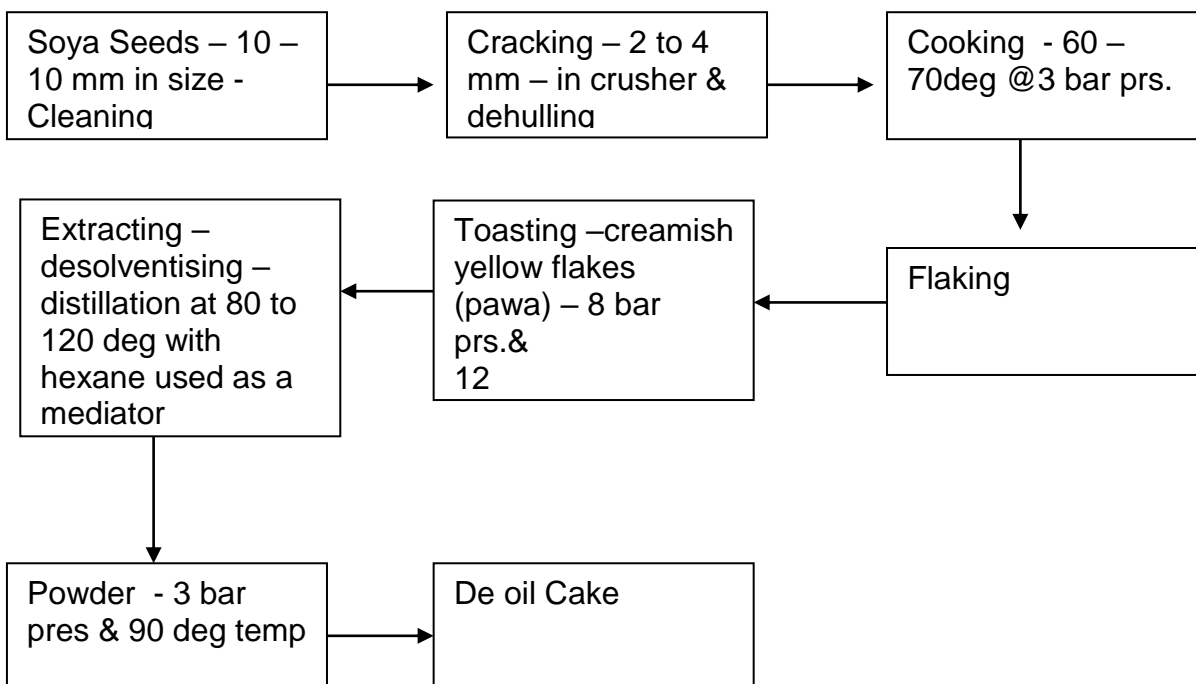 Soya Seeds – 10 –
10 mm in size -
Cleaning
Cracking – 2 to 4
mm – in crusher &
dehulling
Cooking - 60 –
70deg @3 bar prs.
Flaking
Toasting –creamish
yellow flakes
(pawa) – 8 bar
prs.&
12
Extracting –
desolventising –
distillation at 80 to
120 deg with
hexane used as a
mediator
Powder - 3 bar
pres & 90 deg temp
De oil Cake